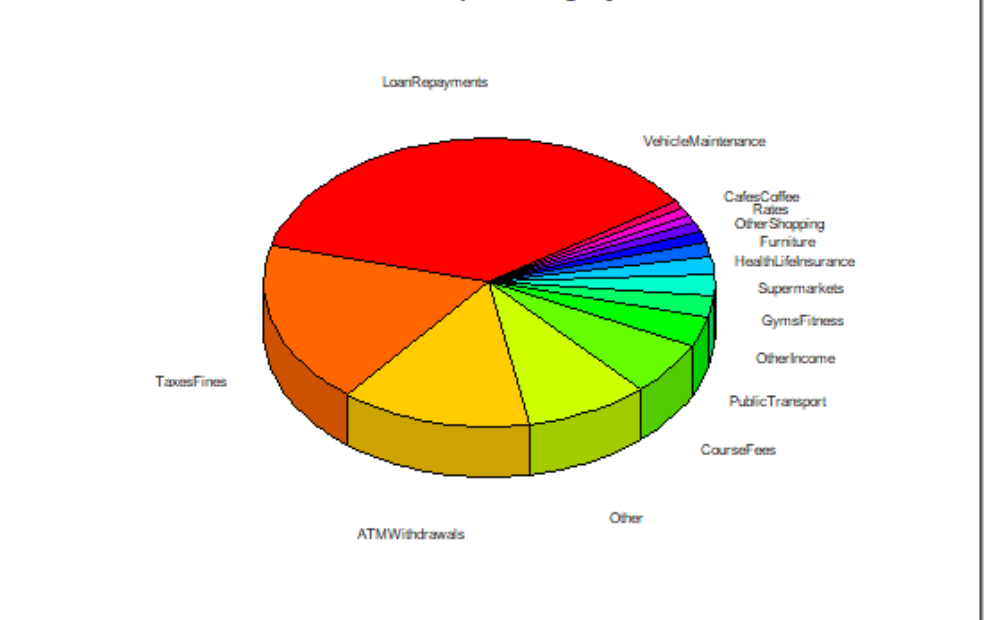 LoanRepayments
VehicleMaintenance
CafesCoffee
Rates
OtherShopping
Furniture
HealthLifeInsurance
Supermarkets
GymsFitness
OtherIncome
TaxesFines
PublicTransport
CourseFees
Other
ATMWithdrawals